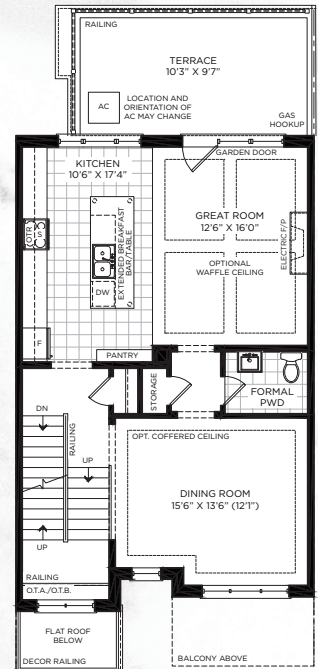 RAILING
TERRACE
10'3" X 9'7"
AC
LOCATION AND
ORIENTATION OF
AC MAY CHANGE
GAS
HOOKUP
KITCHEN
10'6" X 17'4"
GARDEN DOOR
OTR
S
EXTENDED BREAKFAST
BAR/TABLE
DW
GREAT ROOM
12'6" X 16'0"
ELECTRIC F/P
OPTIONAL
WAFFLE CEILING
F
PANTRY
STORAGE
FORMAL
PWD
DN
RAILING
UP
UP
OPT. COFFERED CEILING
DINING ROOM
15'6" X 13'6" (12'1")
RAILING
O.T.A./O.T.B.
FLAT ROOF
BELOW
DECOR RAILING
BALCONY ABOVE